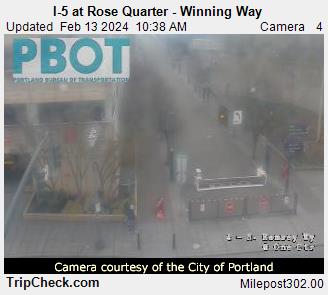 I-5 at Rose Quarter - Winning Way
Updated Feb 13 2024 10:38 AM Camera 4
PBOT
PORTLAND BUREAU OF TRANSPORTATION
Camera courtesy of the City of Portland
TripCheck.com Milepost302.00